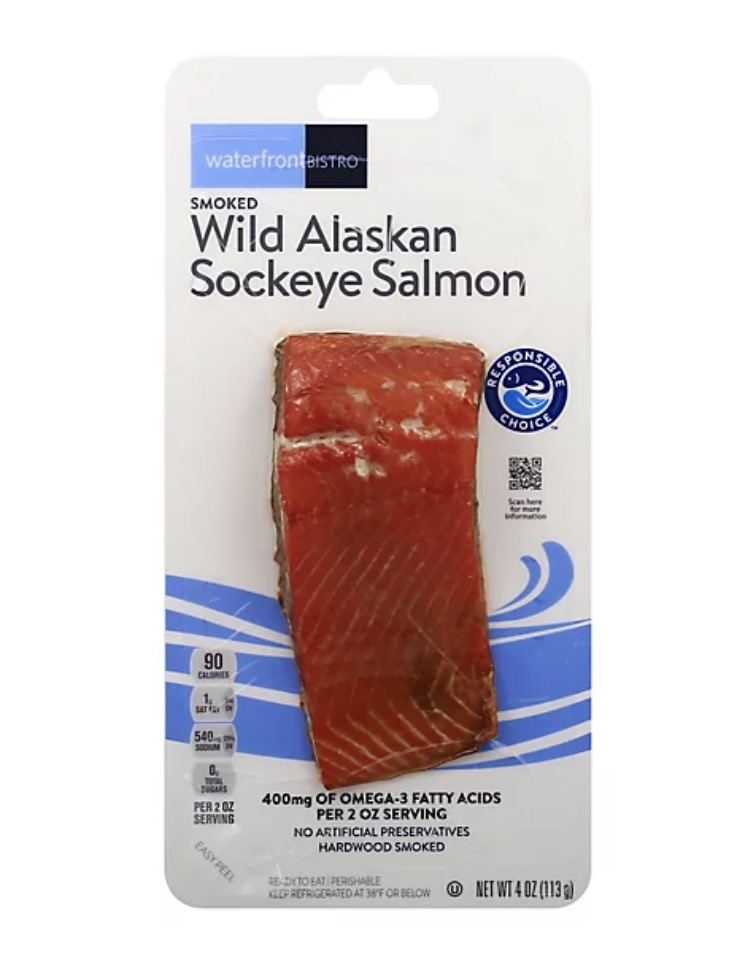 waterfrontBISTRO
SMOKED
Wild Alaskan
Sockeye Salmon
RESPONSIBLE
CHOICE
™
Scan here
for more
information
90
CALORIES
1g
SAT FAT
DV
540mg
SODIUM
DV
0g
TOTAL
SUGARS
PER 2 OZ
SERVING
400mg OF OMEGA-3 FATTY ACIDS
PER 2 OZ SERVING
NO ARTIFICIAL PRESERVATIVES
HARDWOOD SMOKED
EASY PEEL
READY TO EAT | PERISHABLE
KEEP REFRIGERATED AT 38°F OR BELOW
U
NET WT 4 OZ (113 g)